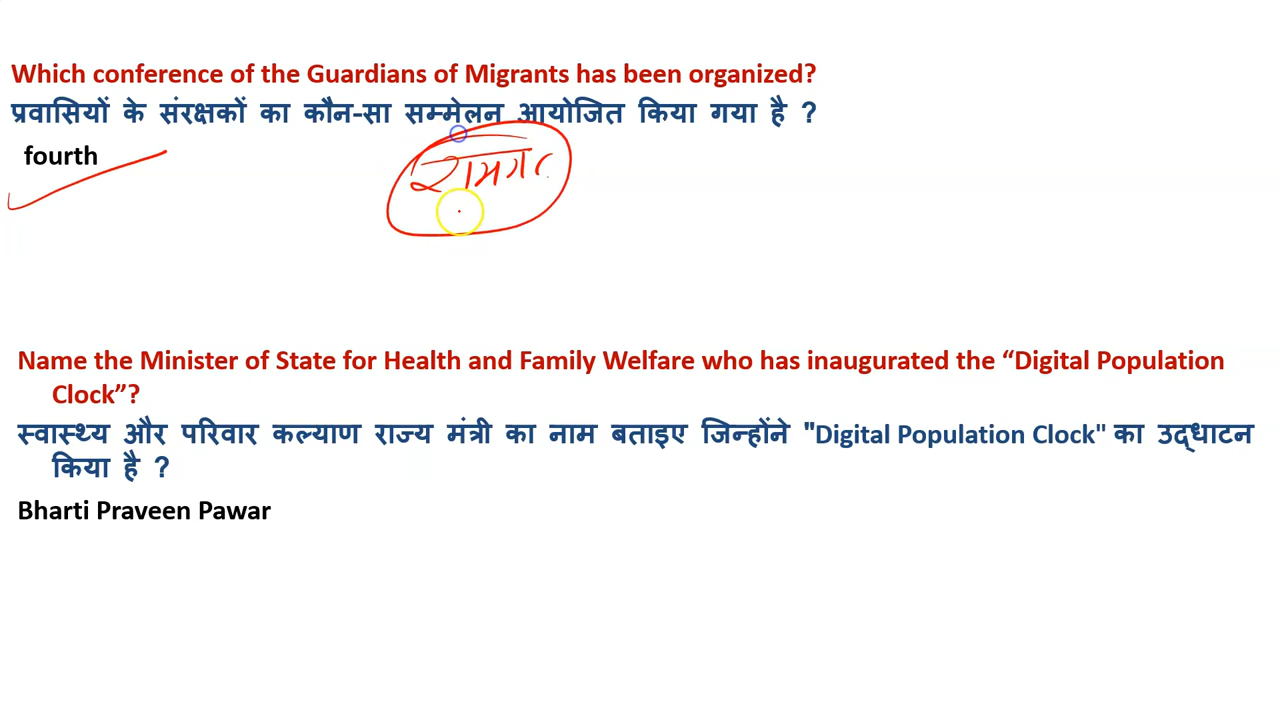 Which conference of the Guardians of Migrants has been organized?
प्रवासियों के संरक्षकों का कौन-सा सम्मेलन आयोजित किया गया है ?
fourth
Name the Minister of State for Health and Family Welfare who has inaugurated the “Digital Population
Clock”?
स्वास्थ्य और परिवार कल्याण राज्य मंत्री का नाम बताइए जिन्होंने "Digital Population Clock" का उद्धाटन
किया है ?
Bharti Praveen Pawar